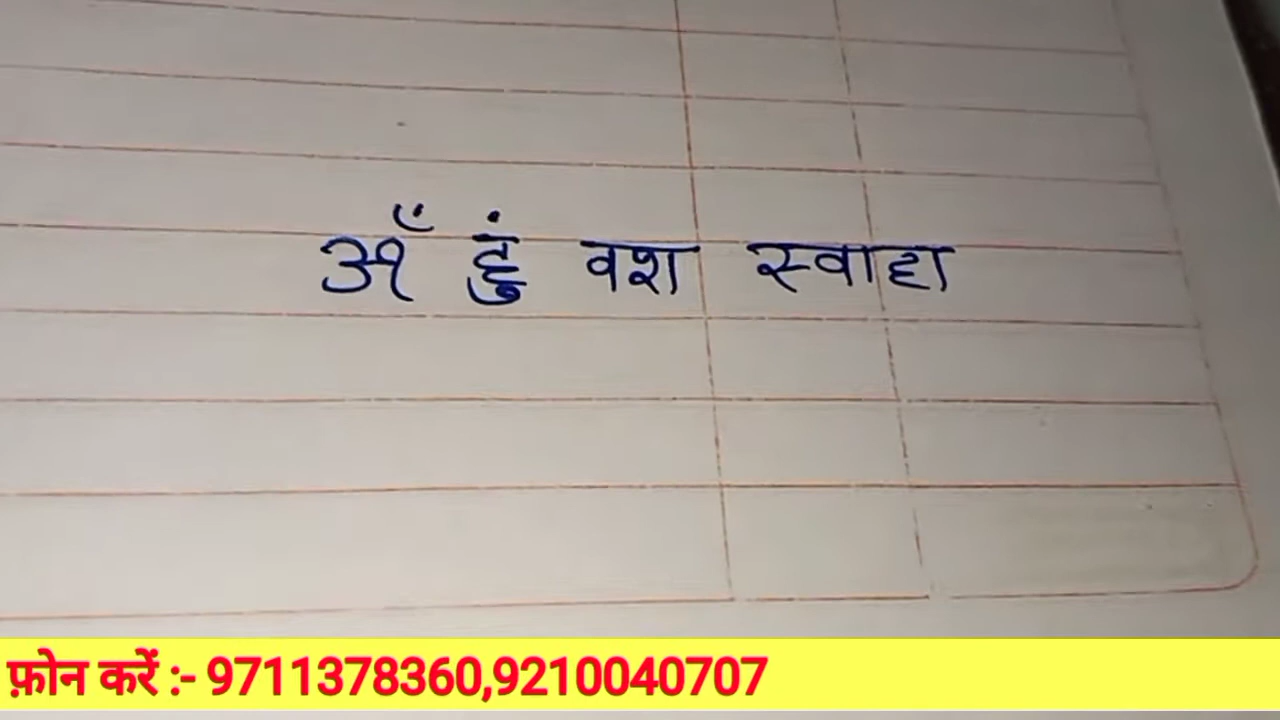 ॐ हुं वश स्वाहा
फ़ोन करें :- 9711378360,9210040707